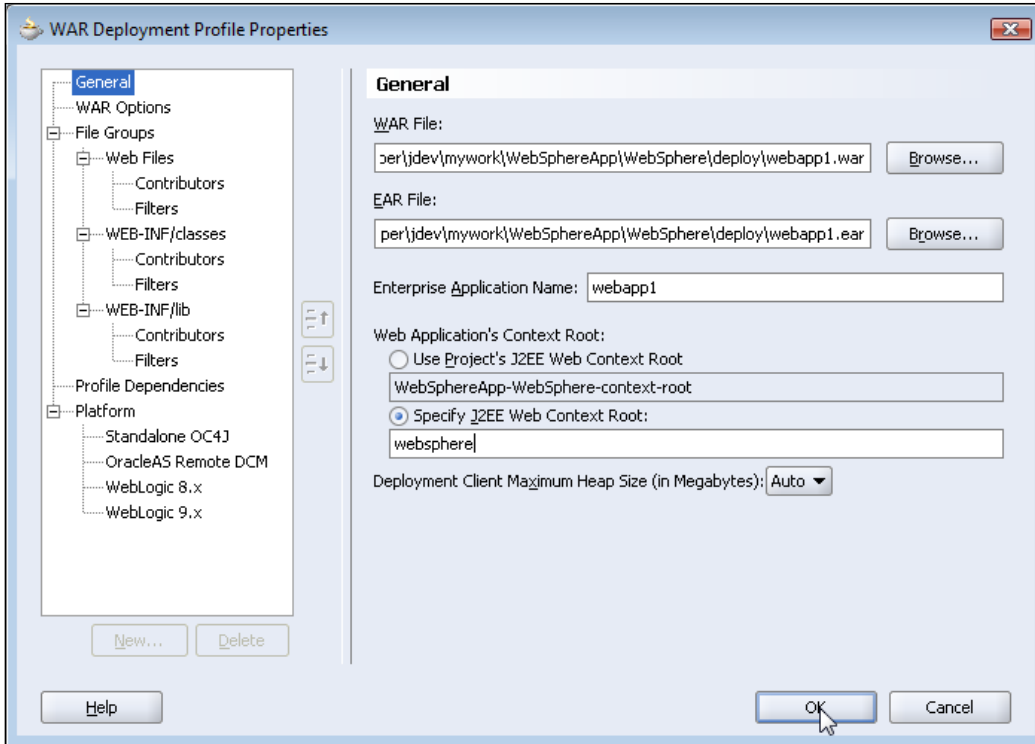 WAR Deployment Profile Properties
General
WAR Options
File Groups
Web Files
Contributors
Filters
WEB-INF/classes
Contributors
Filters
WEB-INF/lib
Contributors
Filters
Profile Dependencies
Platform
Standalone OC4J
OracleAS Remote DCM
WebLogic 8.x
WebLogic 9.x
New...
Delete
General
WAR File:
per\jdev\mywork\WebSphereApp\WebSphere\deploy\webapp1.war
Browse...
EAR File:
per\jdev\mywork\WebSphereApp\WebSphere\deploy\webapp1.ear
Browse...
Enterprise Application Name: webapp1
Web Application's Context Root:
Use Project's J2EE Web Context Root
WebSphereApp-WebSphere-context-root
Specify J2EE Web Context Root:
websphere
Deployment Client Maximum Heap Size (in Megabytes): Auto
Help
OK
Cancel